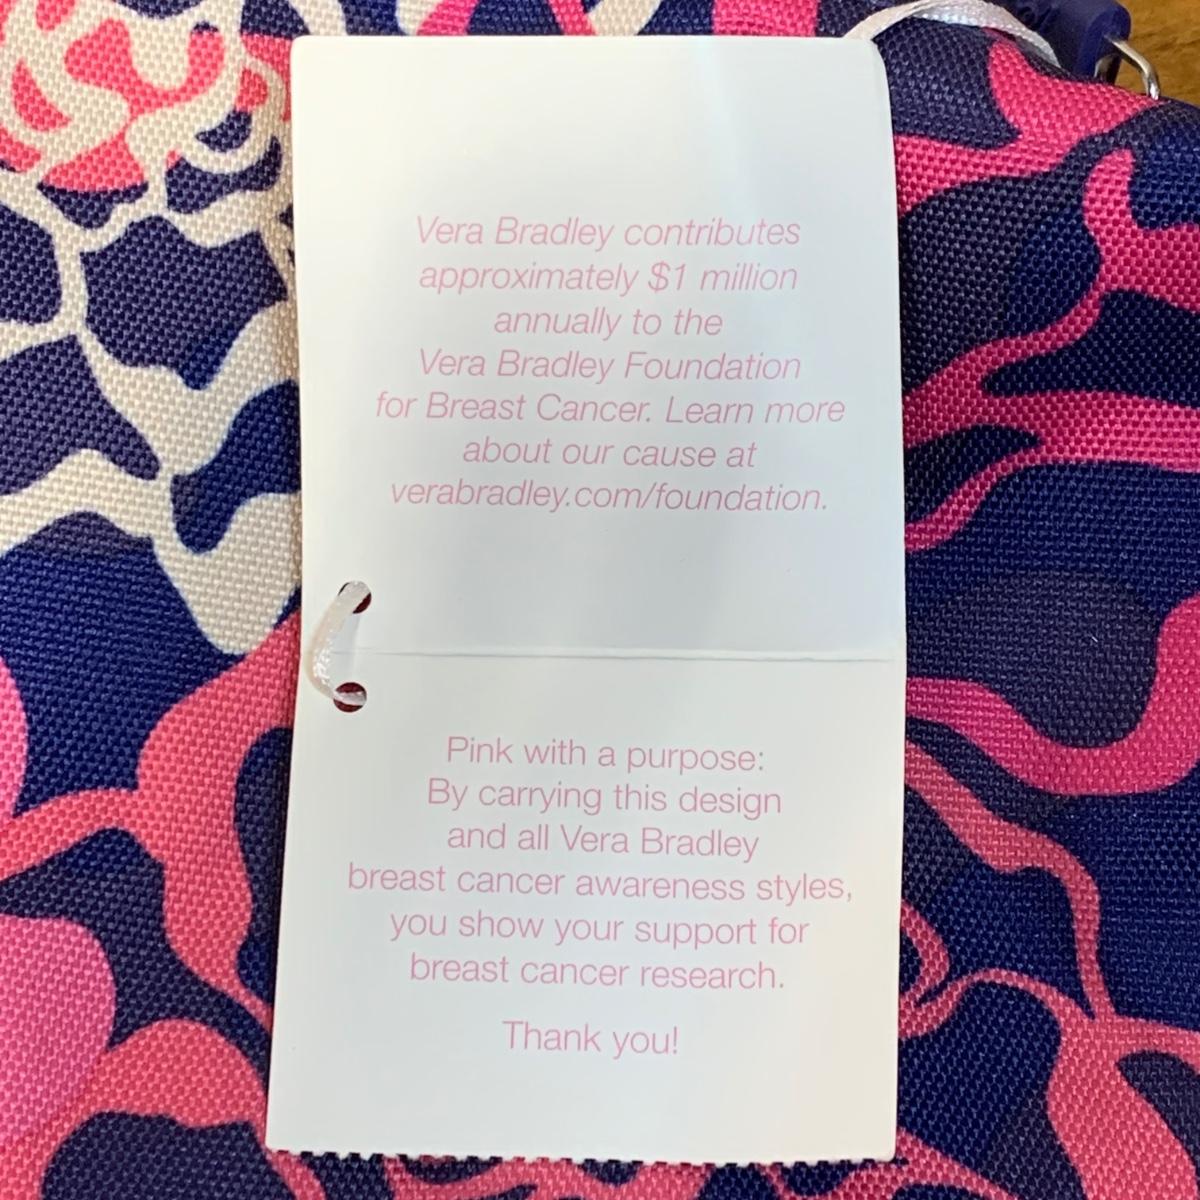 Vera Bradley contributes
approximately $1 million
annually to the
Vera Bradley Foundation
for Breast Cancer. Learn more
about our cause at
verabradley.com/foundation.
Pink with a purpose:
By carrying this design
and all Vera Bradley
breast cancer awareness styles,
you show your support for
breast cancer research.
Thank you!